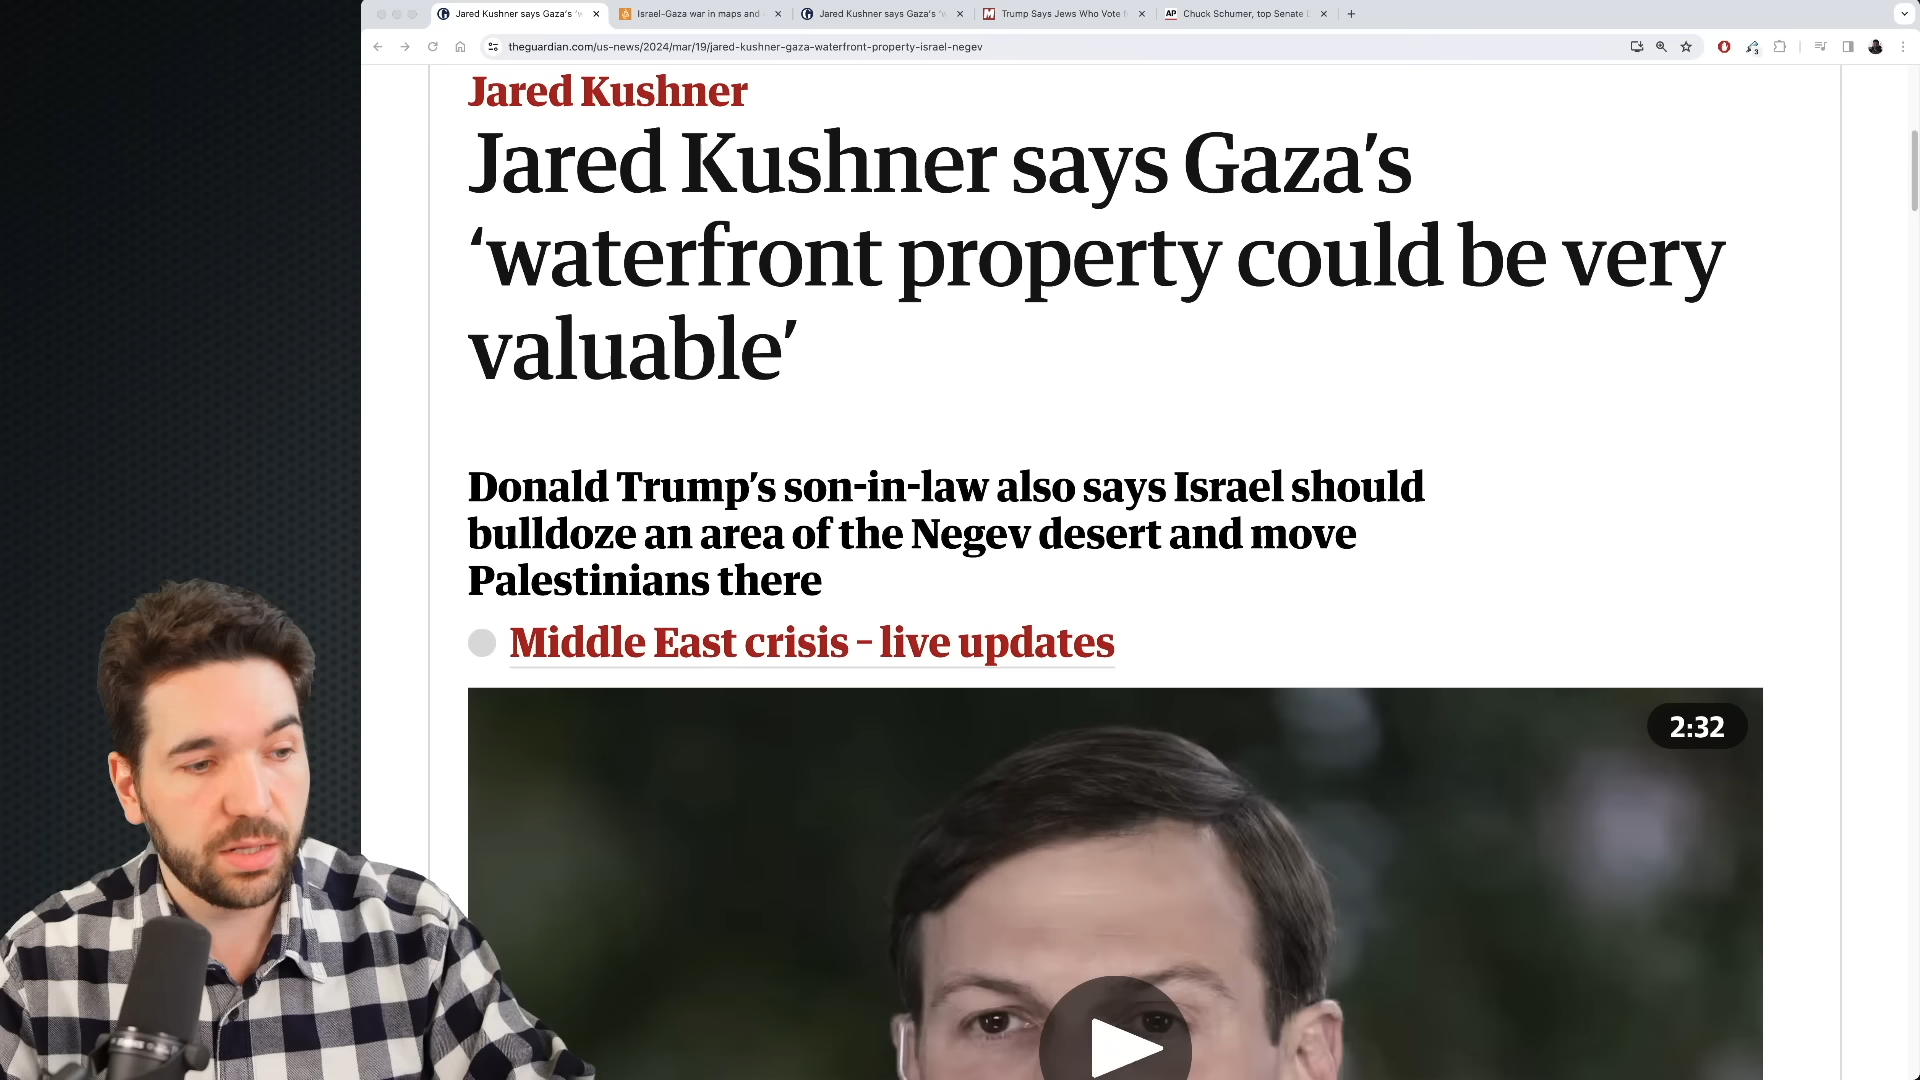 Jared Kushner says Gaza's 'w
Israel-Gaza war in maps and
Jared Kushner says Gaza's 'w
Trump Says Jews Who Vote f
AP
Chuck Schumer, top Senate D
theguardian.com/us-news/2024/mar/19/jared-kushner-gaza-waterfront-property-israel-negev
3
Jared Kushner
Jared Kushner says Gaza’s
‘waterfront property could be very
valuable’
Donald Trump’s son-in-law also says Israel should
bulldoze an area of the Negev desert and move
Palestinians there
Middle East crisis – live updates
2:32